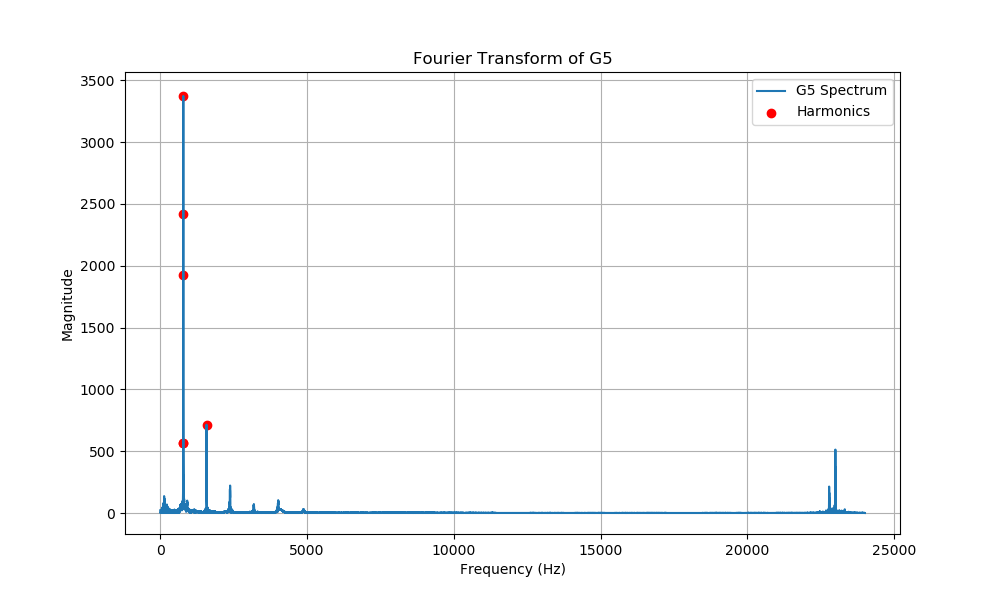 Fourier Transform of G5
G5 Spectrum
Harmonics
Magnitude
3500
3000
2500
2000
1500
1000
500
0
0 5000 10000 15000 20000 25000
Frequency (Hz)